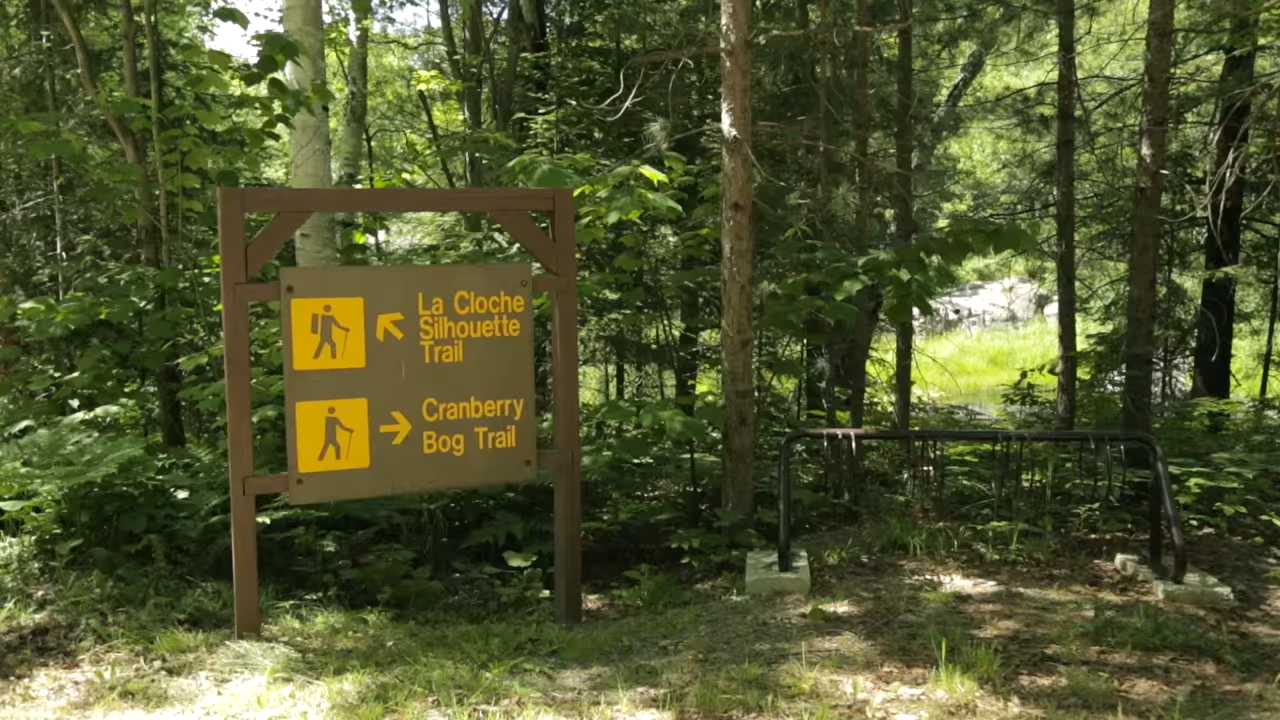 La Cloche
Silhouette
Trail
Cranberry
Bog Trail